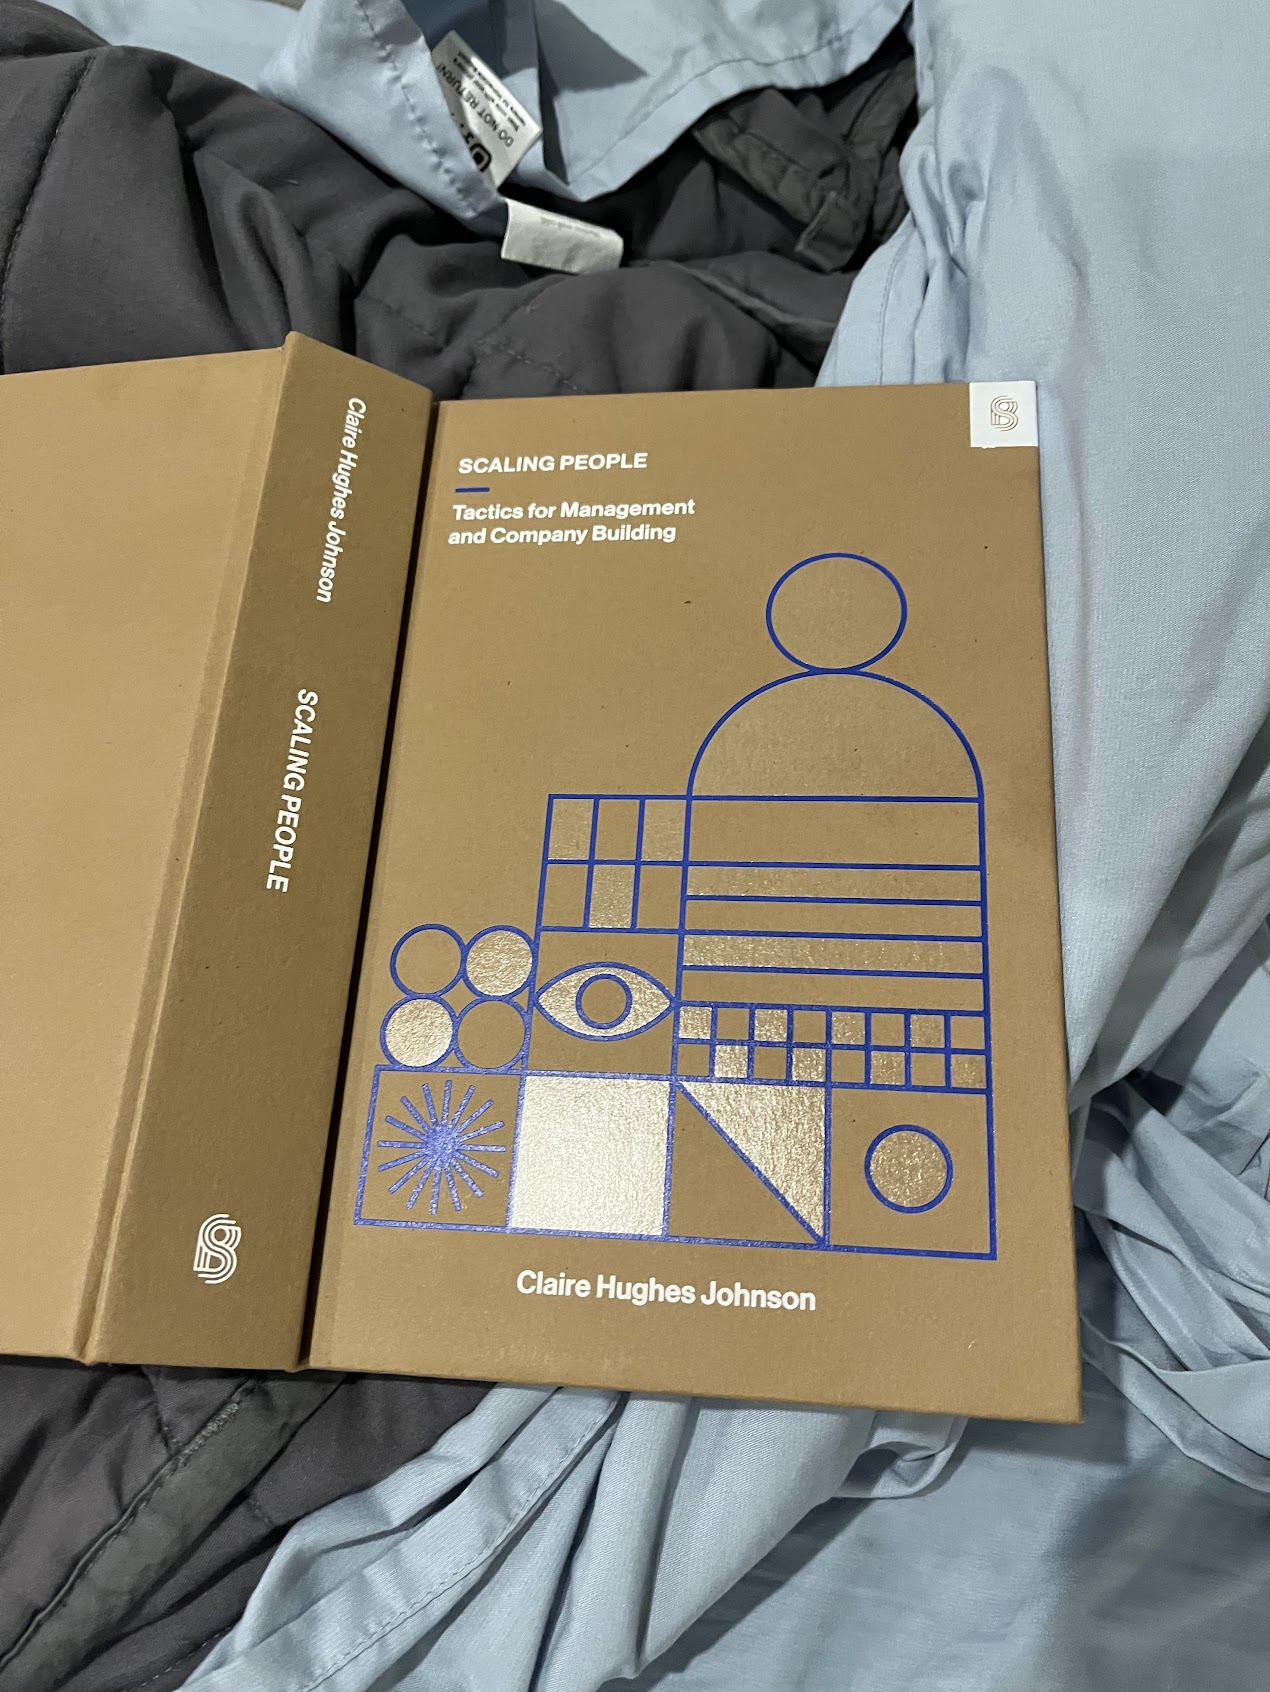 DO NOT RETURN!
Claire Hughes Johnson
SCALING PEOPLE
SCALING PEOPLE
Tactics for Management
and Company Building
Claire Hughes Johnson